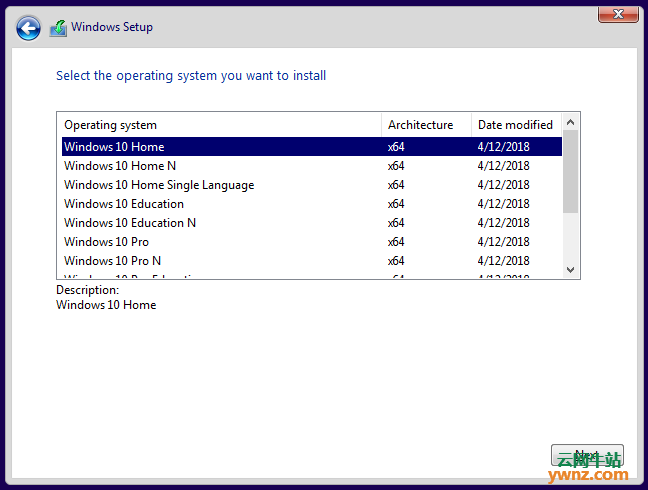 Windows Setup
Select the operating system you want to install
Operating system Architecture Date modified
Windows 10 Home x64 4/12/2018
Windows 10 Home N x64 4/12/2018
Windows 10 Home Single Language x64 4/12/2018
Windows 10 Education x64 4/12/2018
Windows 10 Education N x64 4/12/2018
Windows 10 Pro x64 4/12/2018
Windows 10 Pro N x64 4/12/2018
Description:
Windows 10 Home
Next
云网牛站
ywnz.com